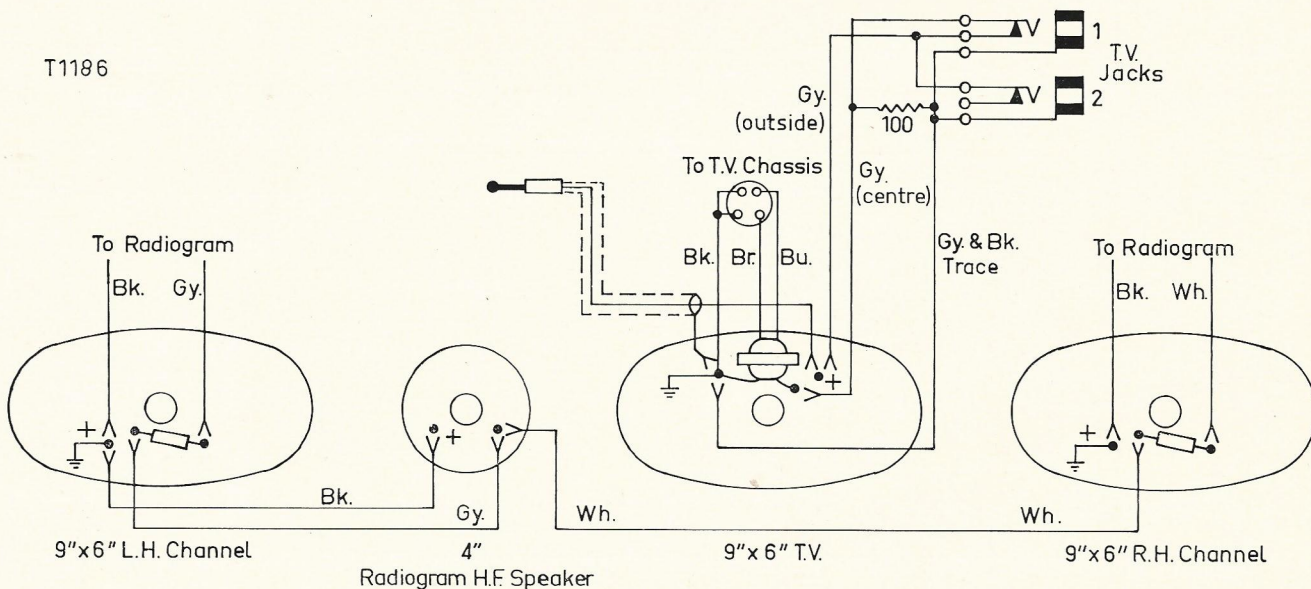 T1186
1
T.V.
Jacks
2
Gy.
(outside)
100
To T.V. Chassis
Gy.
(centre)
Bk. Br. Bu.
Gy. & Bk.
Trace
To Radiogram
Bk. Gy.
To Radiogram
Bk. Wh.
+
+
+
+
Bk.
Gy.
Wh.
Wh.
9"x 6" L.H. Channel
4"
Radiogram H.F. Speaker
9"x 6" T.V.
9"x 6" R.H. Channel